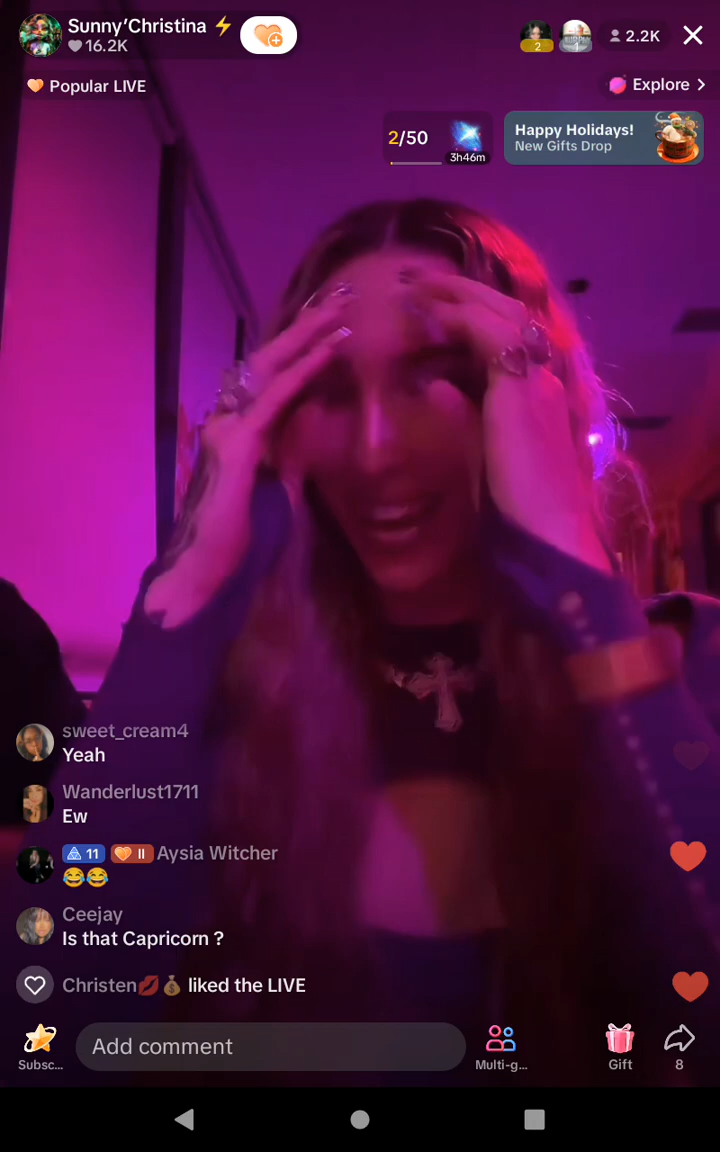 Sunny’Christina ⚡
16.2K
2
1
2.2K
Popular LIVE
Explore >
2/50
3h46m
Happy Holidays!
New Gifts Drop
sweet_cream4
Yeah
Wanderlust1711
Ew
11 II Aysia Witcher
😂😂
Ceejay
Is that Capricorn ?
Christen💋💰 liked the LIVE
Add comment
Subsc...
Multi-g...
Gift
8